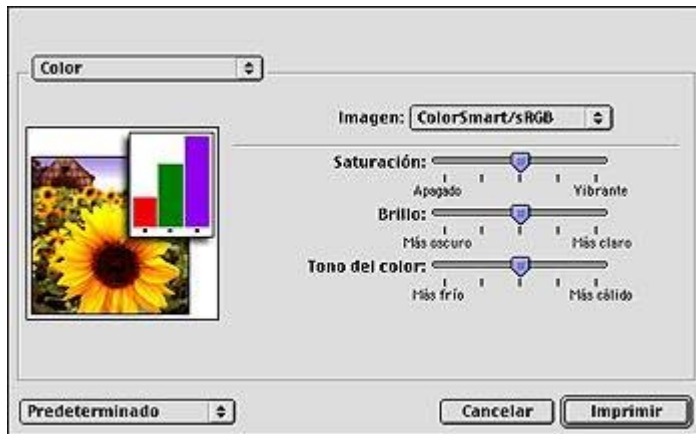 Color
Imagen: ColorSmart/sRGB
Saturación:
Apagado Vibrante
Brillo:
Más oscuro Más claro
Tono del color:
Más frío Más cálido
Predeterminado Cancelar Imprimir